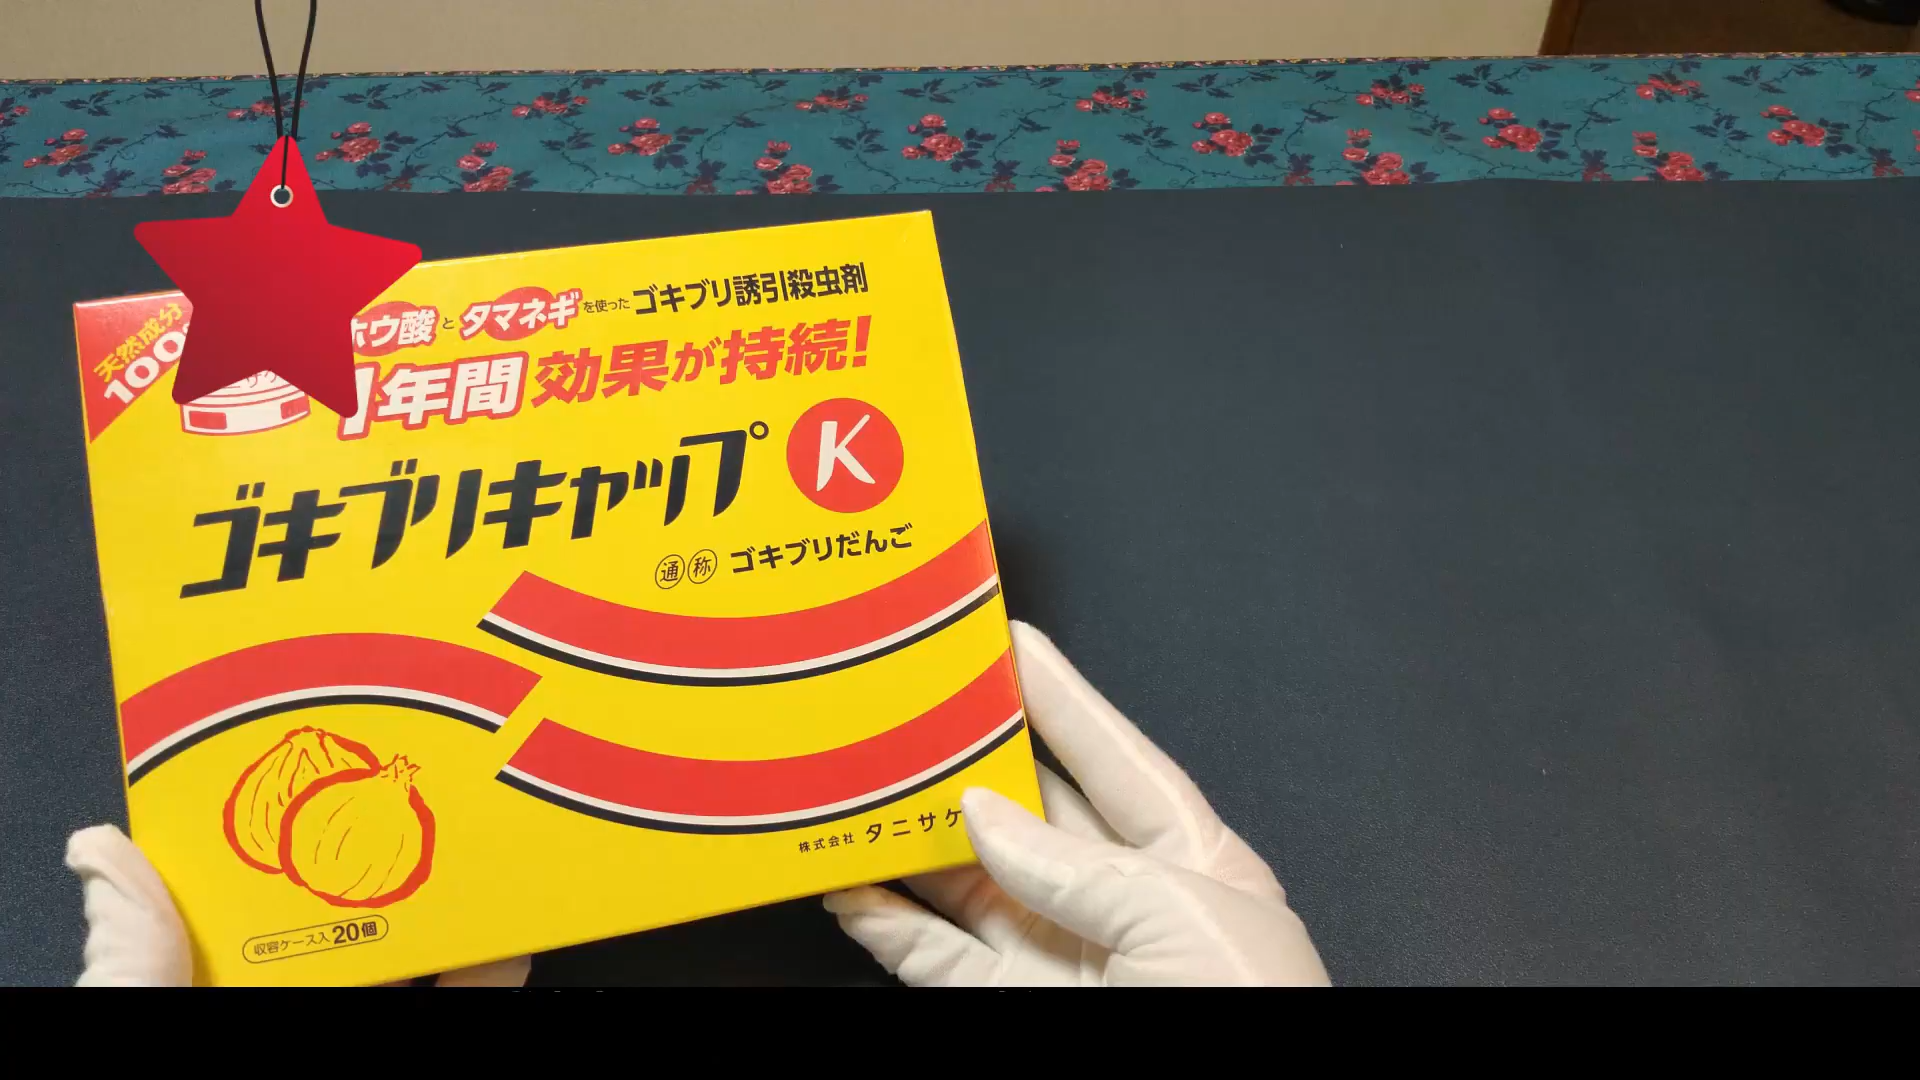 天然成分
100
ホウ酸とタマネギを使ったゴキブリ誘引殺虫剤
1年間効果が持続!
ゴキブリキャップ K
通称 ゴキブリだんご
株式会社 タニサケ
収容ケース入20個